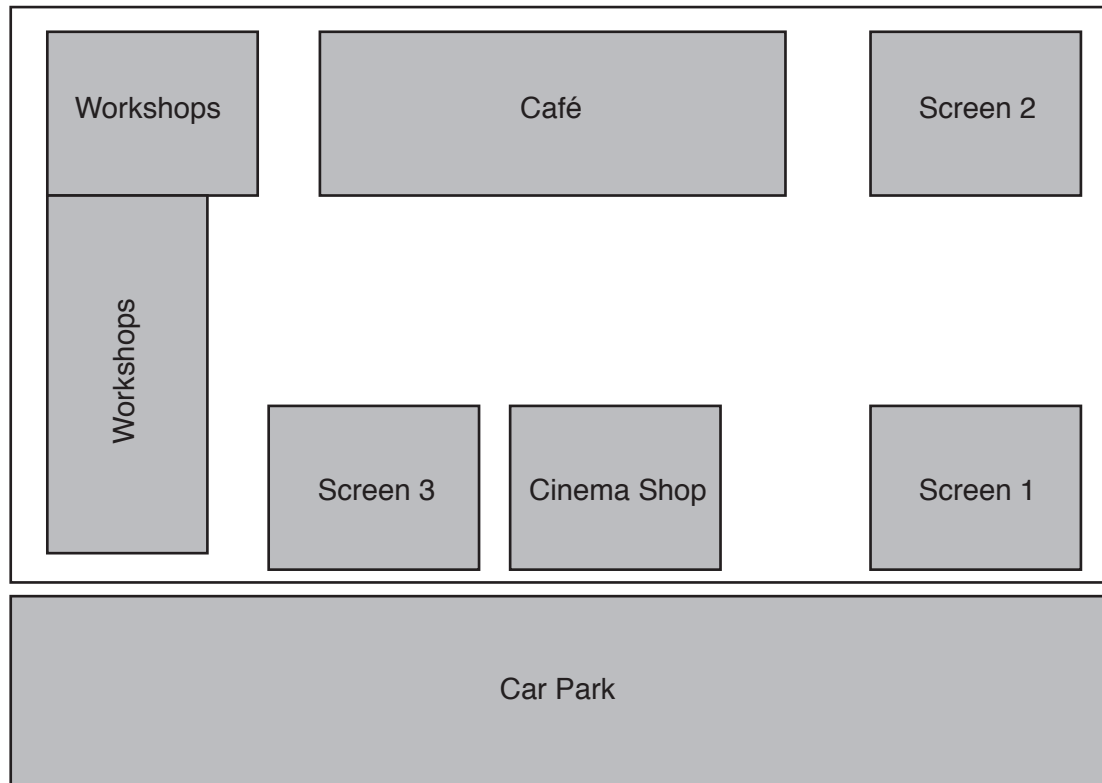 Workshops
Café
Screen 2
Workshops
Screen 3
Cinema Shop
Screen 1
Car Park